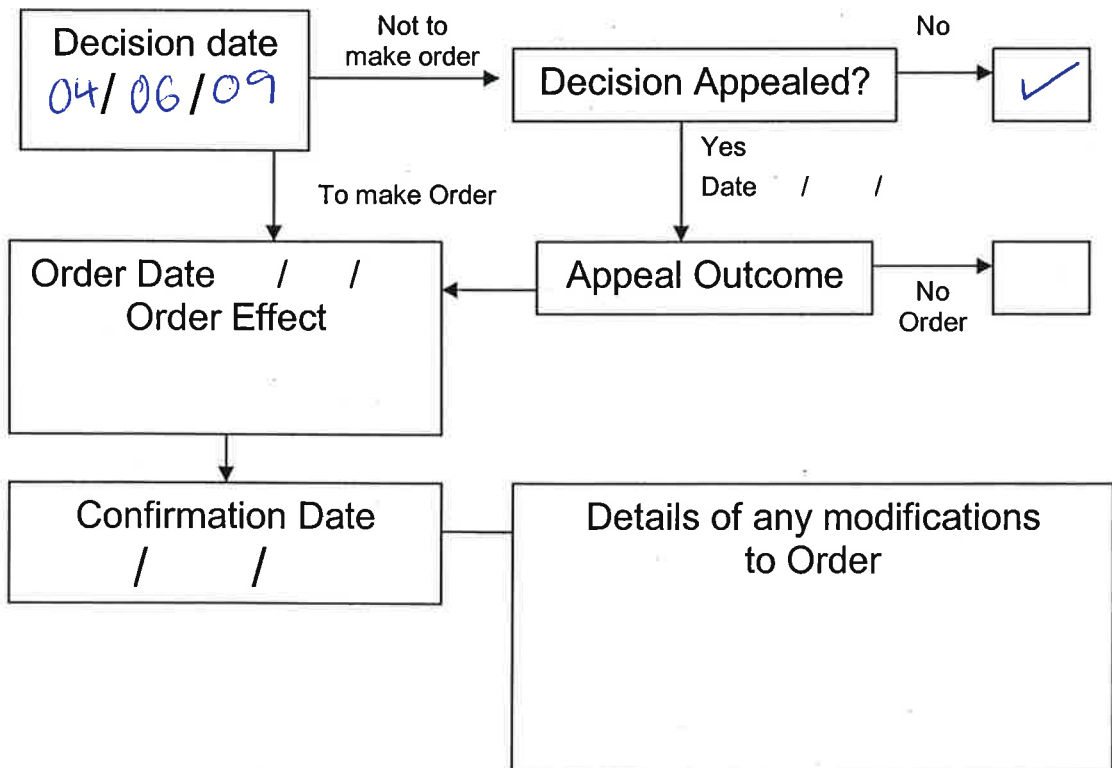 Decision date
04/06/09
Not to
make order
Decision Appealed?
No
✓
To make Order
Yes
Date / /
Order Date / /
Order Effect
Appeal Outcome
No
Order
Confirmation Date
/ /
Details of any modifications
to Order